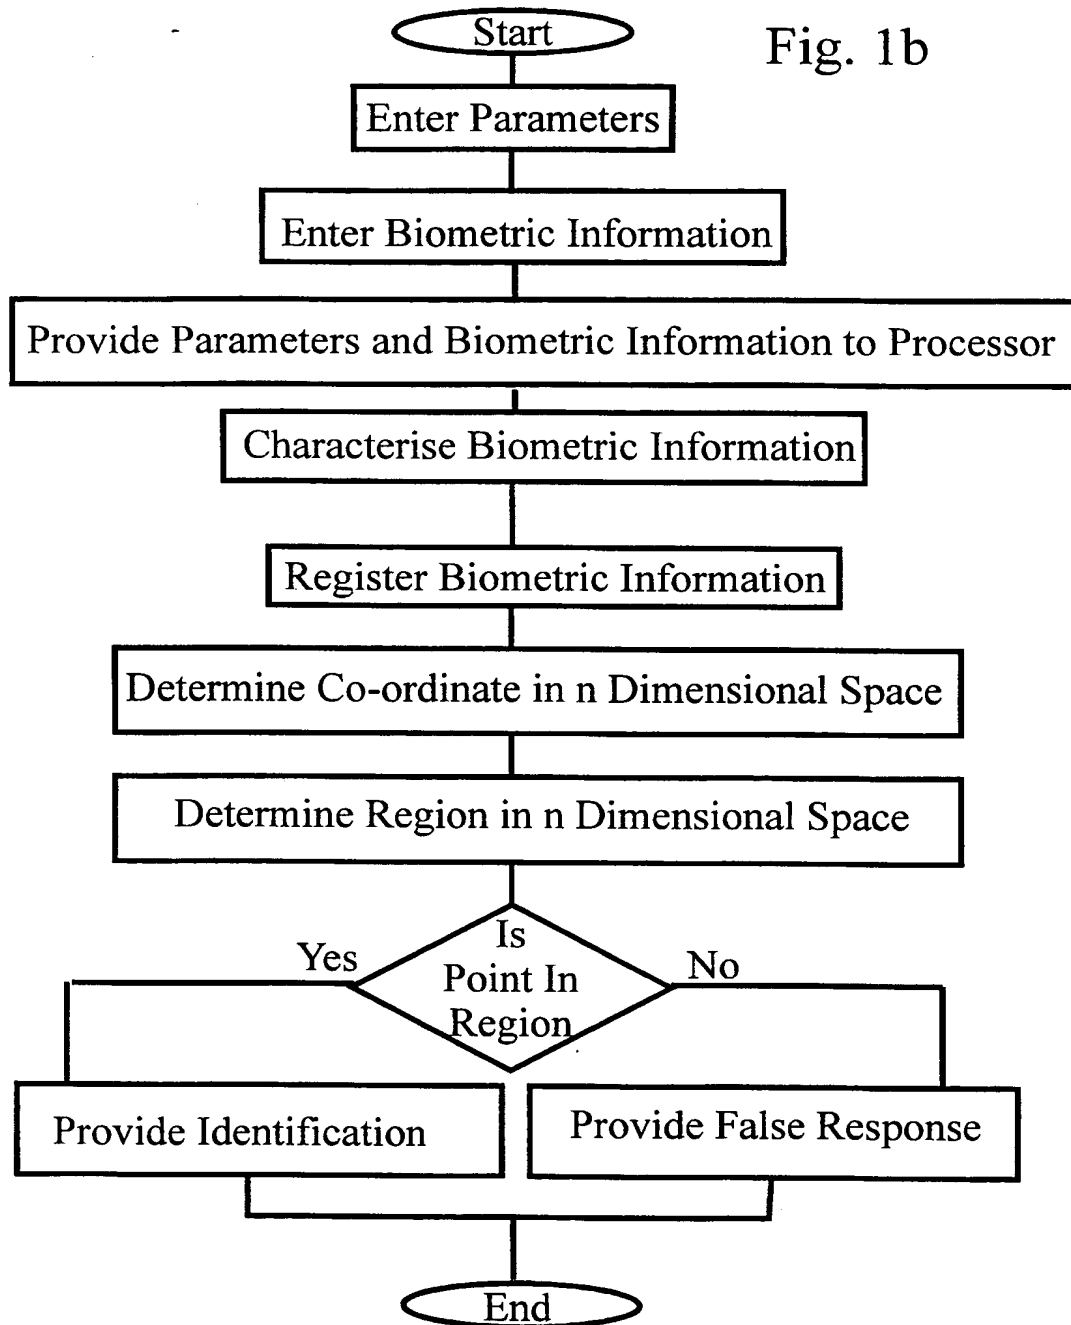 Start
Fig. 1b
Enter Parameters
Enter Biometric Information
Provide Parameters and Biometric Information to Processor
Characterise Biometric Information
Register Biometric Information
Determine Co-ordinate in n Dimensional Space
Determine Region in n Dimensional Space
Is
Point In
Region
Yes
No
Provide Identification
Provide False Response
End